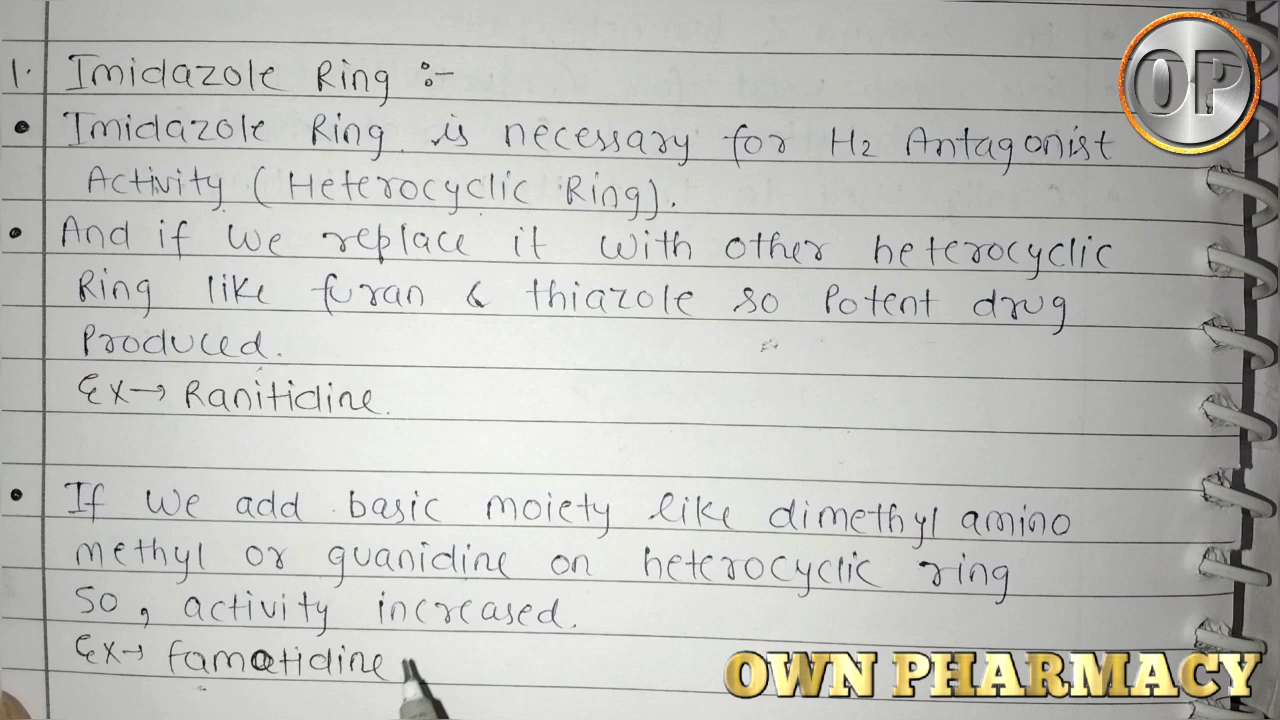 OP
1. Imidazole Ring :-
• Imidazole Ring is necessary for H2 Antagonist
Activity (Heterocyclic Ring).
• And if we replace it with other heterocyclic
Ring like furan & thiazole so Potent drug
Produced.
Ex→ Ranitidine.
• If we add basic moiety like dimethyl amino
methyl or guanidine on heterocyclic ring
so, activity increased.
Ex→ famotidine
OWN PHARMACY